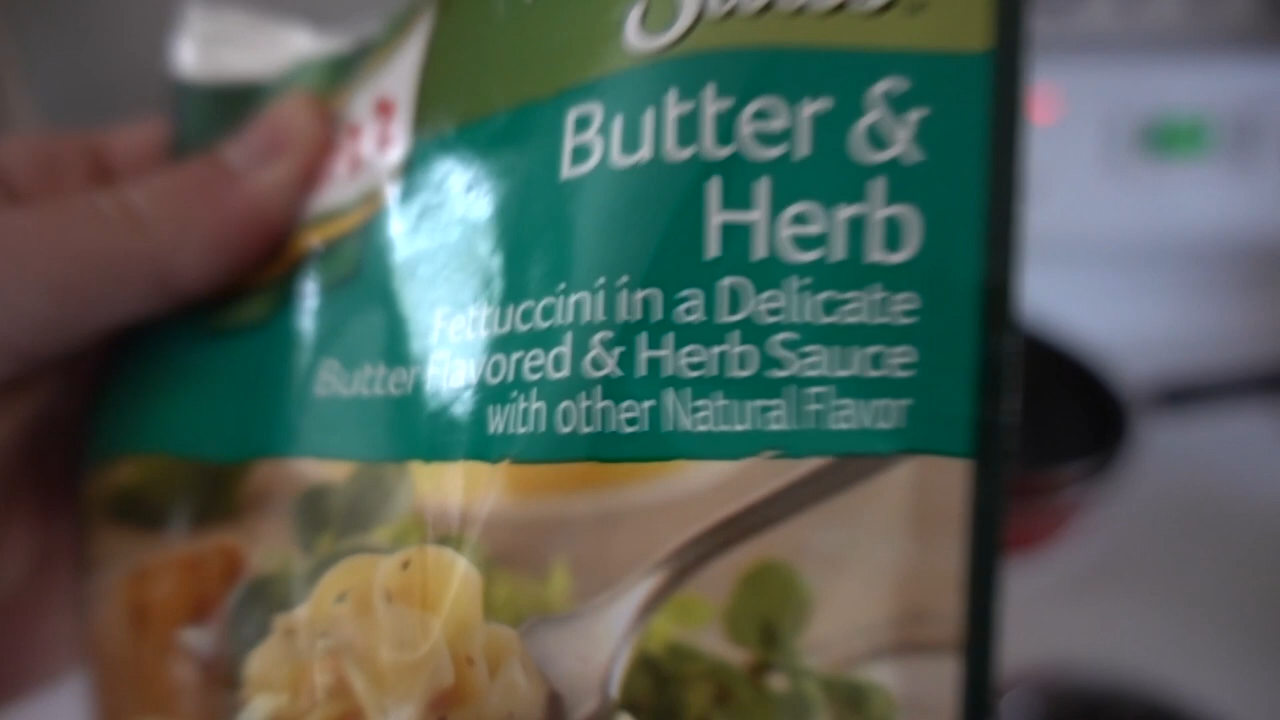 Butter &
Herb
Fettuccini in a Delicate
Butter Flavored & Herb Sauce
with other Natural Flavor